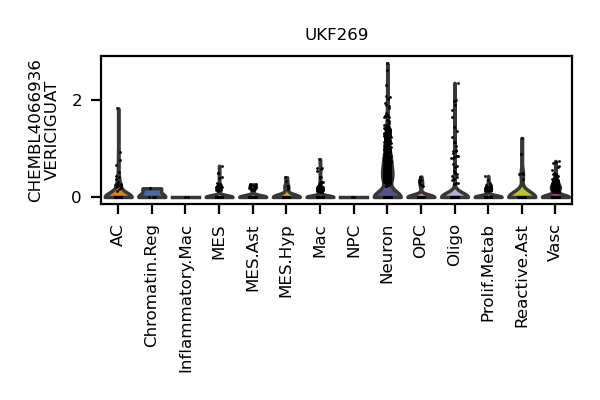 UKF269
CHEMBL4066936
VERICIGUAT
2
0
AC
Chromatin.Reg
Inflammatory.Mac
MES
MES.Ast
MES.Hyp
Mac
NPC
Neuron
OPC
Oligo
Prolif.Metab
Reactive.Ast
Vasc